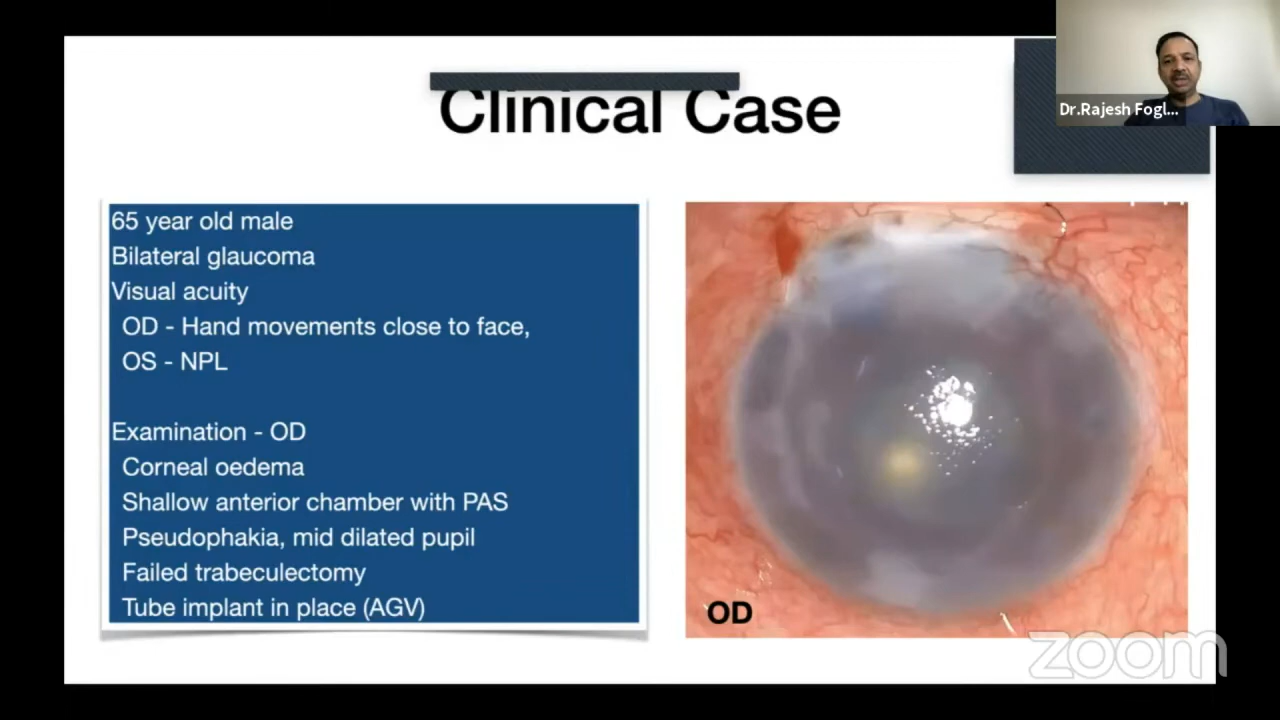 Clinical Case
Dr.Rajesh Fogl...
65 year old male
Bilateral glaucoma
Visual acuity
OD - Hand movements close to face,
OS - NPL
Examination - OD
Corneal oedema
Shallow anterior chamber with PAS
Pseudophakia, mid dilated pupil
Failed trabeculectomy
Tube implant in place (AGV)
OD
zoom